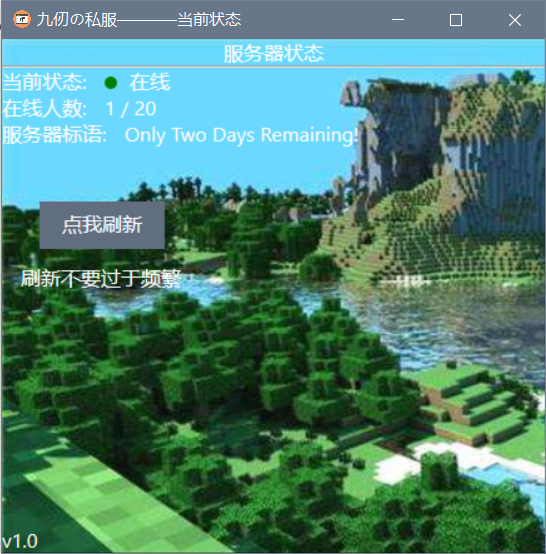 九仞の私服————当前状态
服务器状态
当前状态: 在线
在线人数: 1 / 20
服务器标语: Only Two Days Remaining!
点我刷新
刷新不要过于频繁
v1.0